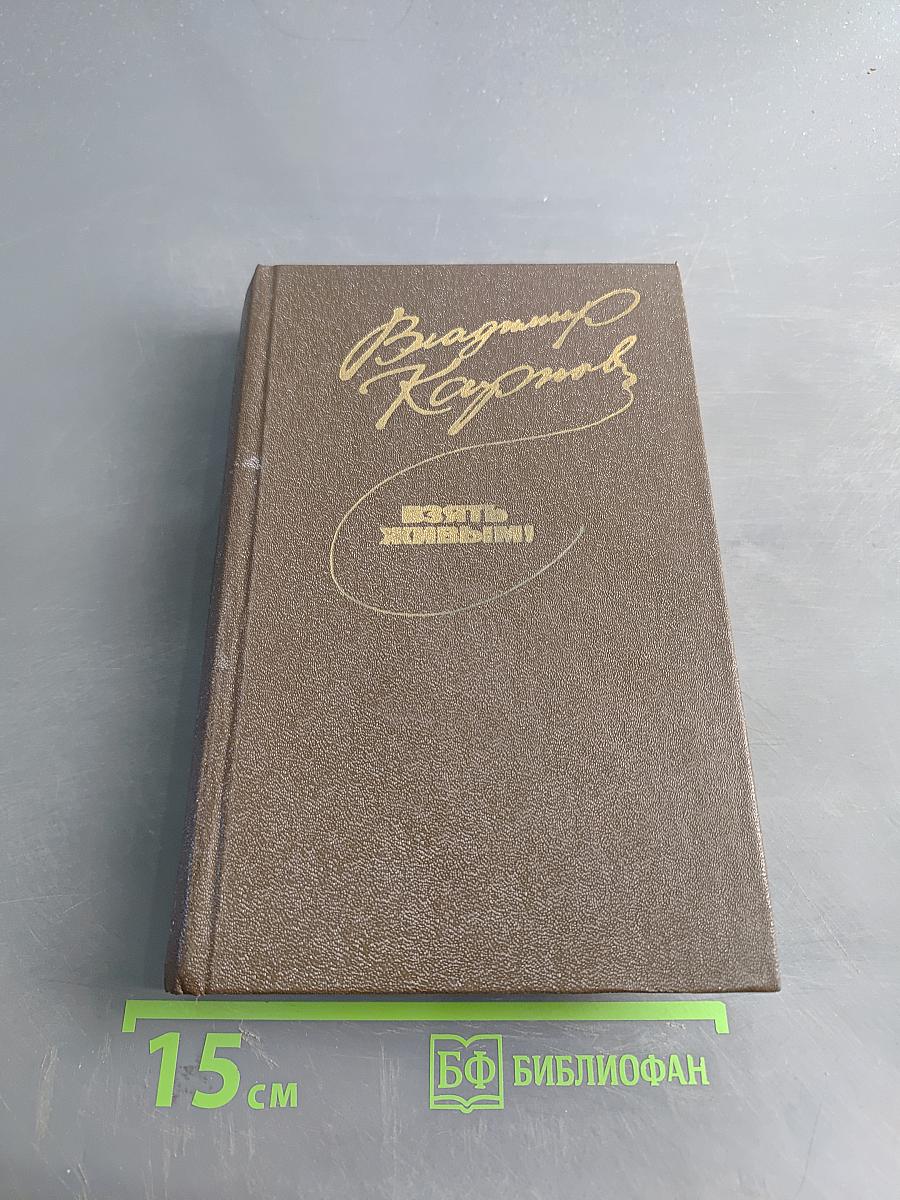 Владимир
Карпов
ВЗЯТЬ
ЖИВЫМ!
15 см
БФ БИБЛИОФАН